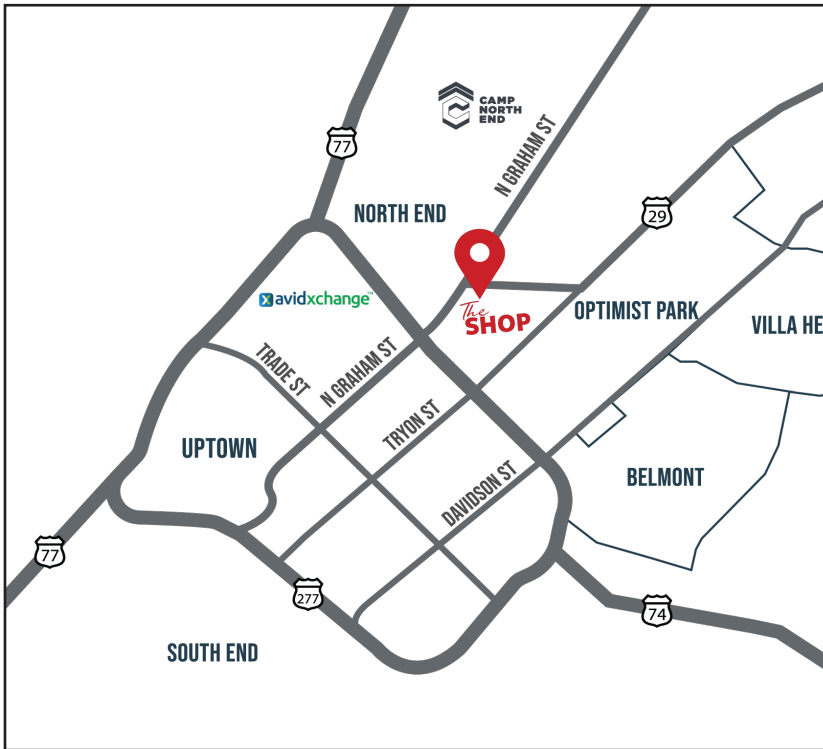 CAMP
NORTH
END
77
N GRAHAM ST
NORTH END
29
avidxchange™
The
SHOP
OPTIMIST PARK
VILLA HE
TRADE ST
N GRAHAM ST
TRYON ST
UPTOWN
DAVIDSON ST
BELMONT
77
277
74
SOUTH END